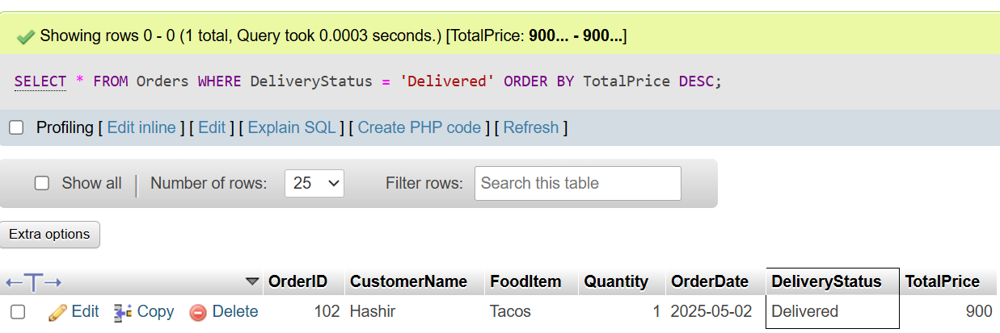 Showing rows 0 - 0 (1 total, Query took 0.0003 seconds.) [TotalPrice: 900... - 900...]
SELECT * FROM Orders WHERE DeliveryStatus = 'Delivered' ORDER BY TotalPrice DESC;
Profiling [ Edit inline ] [ Edit ] [ Explain SQL ] [ Create PHP code ] [ Refresh ]
Show all Number of rows: 25 Filter rows: Search this table
Extra options
OrderID CustomerName FoodItem Quantity OrderDate DeliveryStatus TotalPrice
Edit Copy Delete 102 Hashir Tacos 1 2025-05-02 Delivered 900